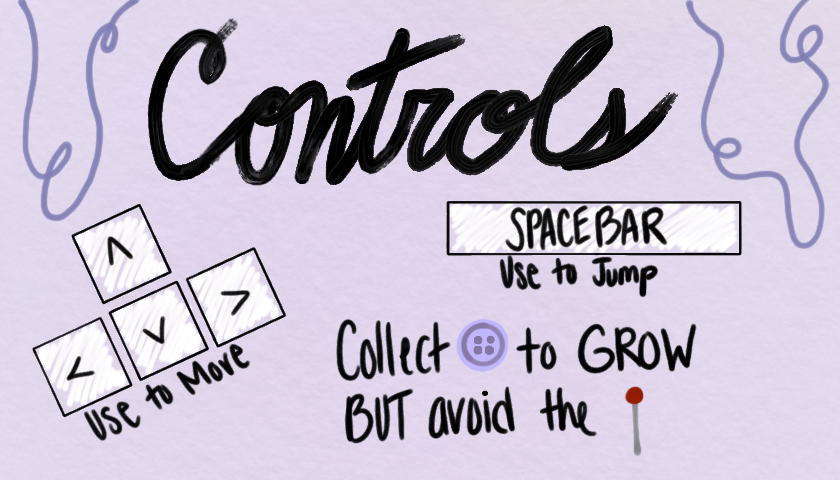 Controls
^
< v >
Use to Move
SPACEBAR
Use to Jump
Collect to GROW
BUT avoid the